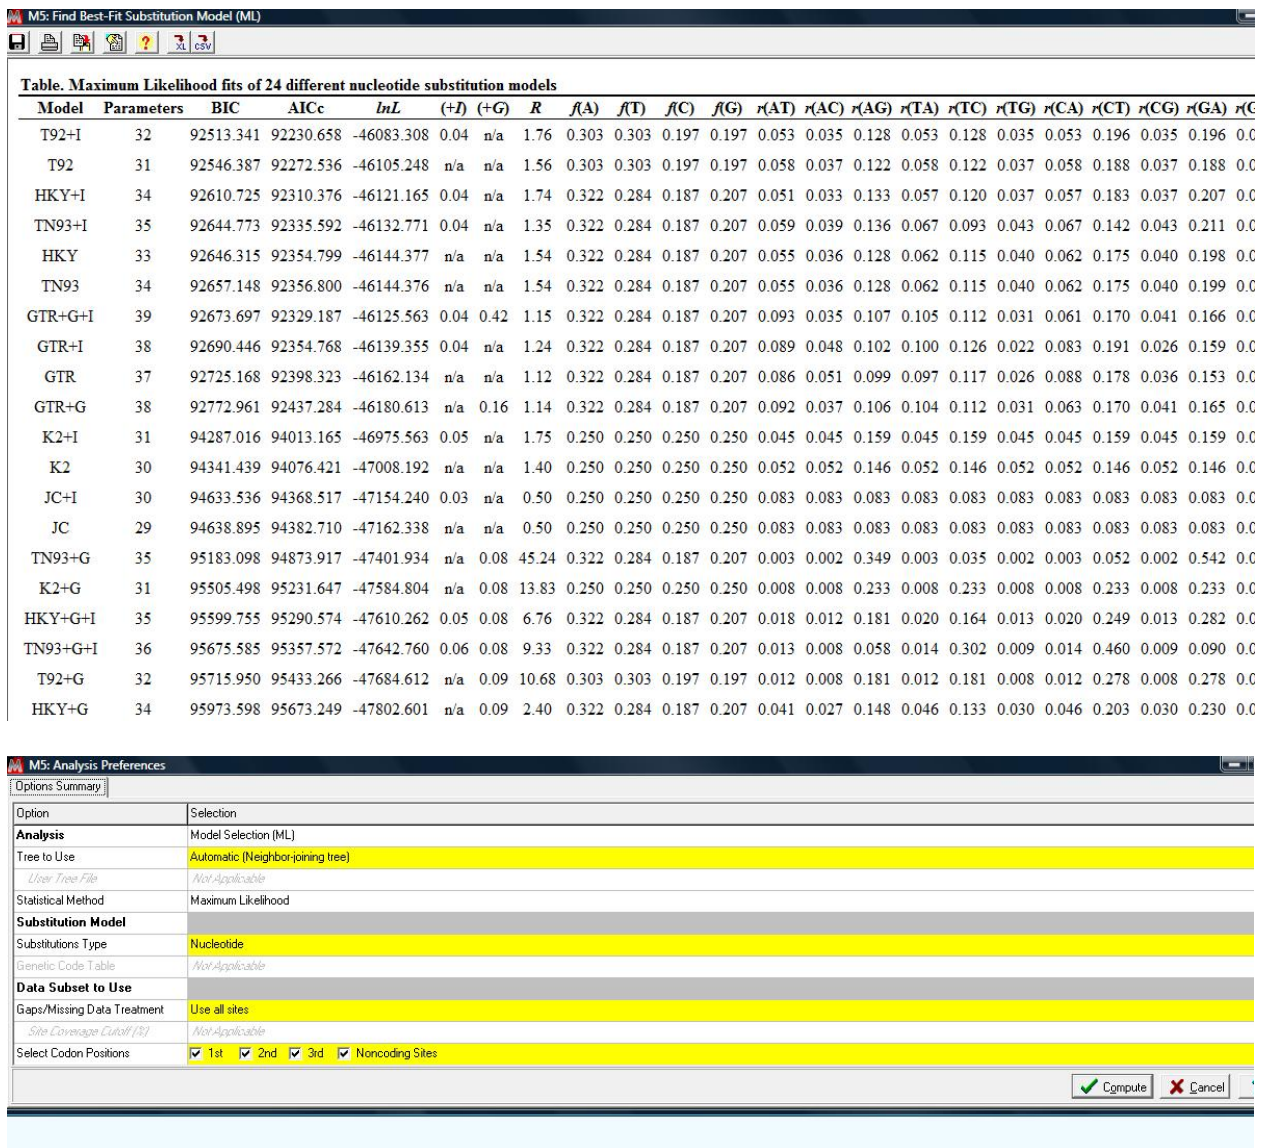 M5: Find Best-Fit Substitution Model (ML)
XL CSV
Table. Maximum Likelihood fits of 24 different nucleotide substitution models
Model Parameters BIC AICc lnL (+I) (+G) R f(A) f(T) f(C) f(G) r(AT) r(AC) r(AG) r(TA) r(TC) r(TG) r(CA) r(CT) r(CG) r(GA)
T92+I 32 92513.341 92230.658 -46083.308 0.04 n/a 1.76 0.303 0.303 0.197 0.197 0.053 0.035 0.128 0.053 0.128 0.035 0.053 0.196 0.035 0.196 0.0
T92 31 92546.387 92272.536 -46105.248 n/a n/a 1.56 0.303 0.303 0.197 0.197 0.058 0.037 0.122 0.058 0.122 0.037 0.058 0.188 0.037 0.188 0.0
HKY+I 34 92610.725 92310.376 -46121.165 0.04 n/a 1.74 0.322 0.284 0.187 0.207 0.051 0.033 0.133 0.057 0.120 0.037 0.057 0.183 0.037 0.207 0.0
TN93+I 35 92644.773 92335.592 -46132.771 0.04 n/a 1.35 0.322 0.284 0.187 0.207 0.059 0.039 0.136 0.067 0.093 0.043 0.067 0.142 0.043 0.211 0.0
HKY 33 92646.315 92354.799 -46144.377 n/a n/a 1.54 0.322 0.284 0.187 0.207 0.055 0.036 0.128 0.062 0.115 0.040 0.062 0.175 0.040 0.198 0.0
TN93 34 92657.148 92356.800 -46144.376 n/a n/a 1.54 0.322 0.284 0.187 0.207 0.055 0.036 0.128 0.062 0.115 0.040 0.062 0.175 0.040 0.199 0.0
GTR+G+I 39 92673.697 92329.187 -46125.563 0.04 0.42 1.15 0.322 0.284 0.187 0.207 0.093 0.035 0.107 0.105 0.112 0.031 0.061 0.170 0.041 0.166 0.0
GTR+I 38 92690.446 92354.768 -46139.355 0.04 n/a 1.24 0.322 0.284 0.187 0.207 0.089 0.048 0.102 0.100 0.126 0.022 0.083 0.191 0.026 0.159 0.0
GTR 37 92725.168 92398.323 -46162.134 n/a n/a 1.12 0.322 0.284 0.187 0.207 0.086 0.051 0.099 0.097 0.117 0.026 0.088 0.178 0.036 0.153 0.0
GTR+G 38 92772.961 92437.284 -46180.613 n/a 0.16 1.14 0.322 0.284 0.187 0.207 0.092 0.037 0.106 0.104 0.112 0.031 0.063 0.170 0.041 0.165 0.0
K2+I 31 94287.016 94013.165 -46975.563 0.05 n/a 1.75 0.250 0.250 0.250 0.250 0.045 0.045 0.159 0.045 0.159 0.045 0.045 0.159 0.045 0.159 0.0
K2 30 94341.439 94076.421 -47008.192 n/a n/a 1.40 0.250 0.250 0.250 0.250 0.052 0.052 0.146 0.052 0.146 0.052 0.052 0.146 0.052 0.146 0.0
JC+I 30 94633.536 94368.517 -47154.240 0.03 n/a 0.50 0.250 0.250 0.250 0.250 0.083 0.083 0.083 0.083 0.083 0.083 0.083 0.083 0.083 0.083 0.0
JC 29 94638.895 94382.710 -47162.338 n/a n/a 0.50 0.250 0.250 0.250 0.250 0.083 0.083 0.083 0.083 0.083 0.083 0.083 0.083 0.083 0.083 0.0
TN93+G 35 95183.098 94873.917 -47401.934 n/a 0.08 45.24 0.322 0.284 0.187 0.207 0.003 0.002 0.349 0.003 0.035 0.002 0.003 0.052 0.002 0.542 0.0
K2+G 31 95505.498 95231.647 -47584.804 n/a 0.08 13.83 0.250 0.250 0.250 0.250 0.008 0.008 0.233 0.008 0.233 0.008 0.008 0.233 0.008 0.233 0.0
HKY+G+I 35 95599.755 95290.574 -47610.262 0.05 0.08 6.76 0.322 0.284 0.187 0.207 0.018 0.012 0.181 0.020 0.164 0.013 0.020 0.249 0.013 0.282 0.0
TN93+G+I 36 95675.585 95357.572 -47642.760 0.06 0.08 9.33 0.322 0.284 0.187 0.207 0.013 0.008 0.058 0.014 0.302 0.009 0.014 0.460 0.009 0.090 0.0
T92+G 32 95715.950 95433.266 -47684.612 n/a 0.09 10.68 0.303 0.303 0.197 0.197 0.012 0.008 0.181 0.012 0.181 0.008 0.012 0.278 0.008 0.278 0.0
HKY+G 34 95973.598 95673.249 -47802.601 n/a 0.09 2.40 0.322 0.284 0.187 0.207 0.041 0.027 0.148 0.046 0.133 0.030 0.046 0.203 0.030 0.230 0.0
M5: Analysis Preferences
Options Summary
Option Selection
Analysis Model Selection (ML)
Tree to Use Automatic (Neighbor-joining tree)
User Tree File Not Applicable
Statistical Method Maximum Likelihood
Substitution Model
Substitutions Type Nucleotide
Genetic Code Table Not Applicable
Data Subset to Use
Gaps/Missing Data Treatment Use all sites
Site Coverage Cutoff (%) Not Applicable
Select Codon Positions 1st 2nd 3rd Noncoding Sites
Compute Cancel